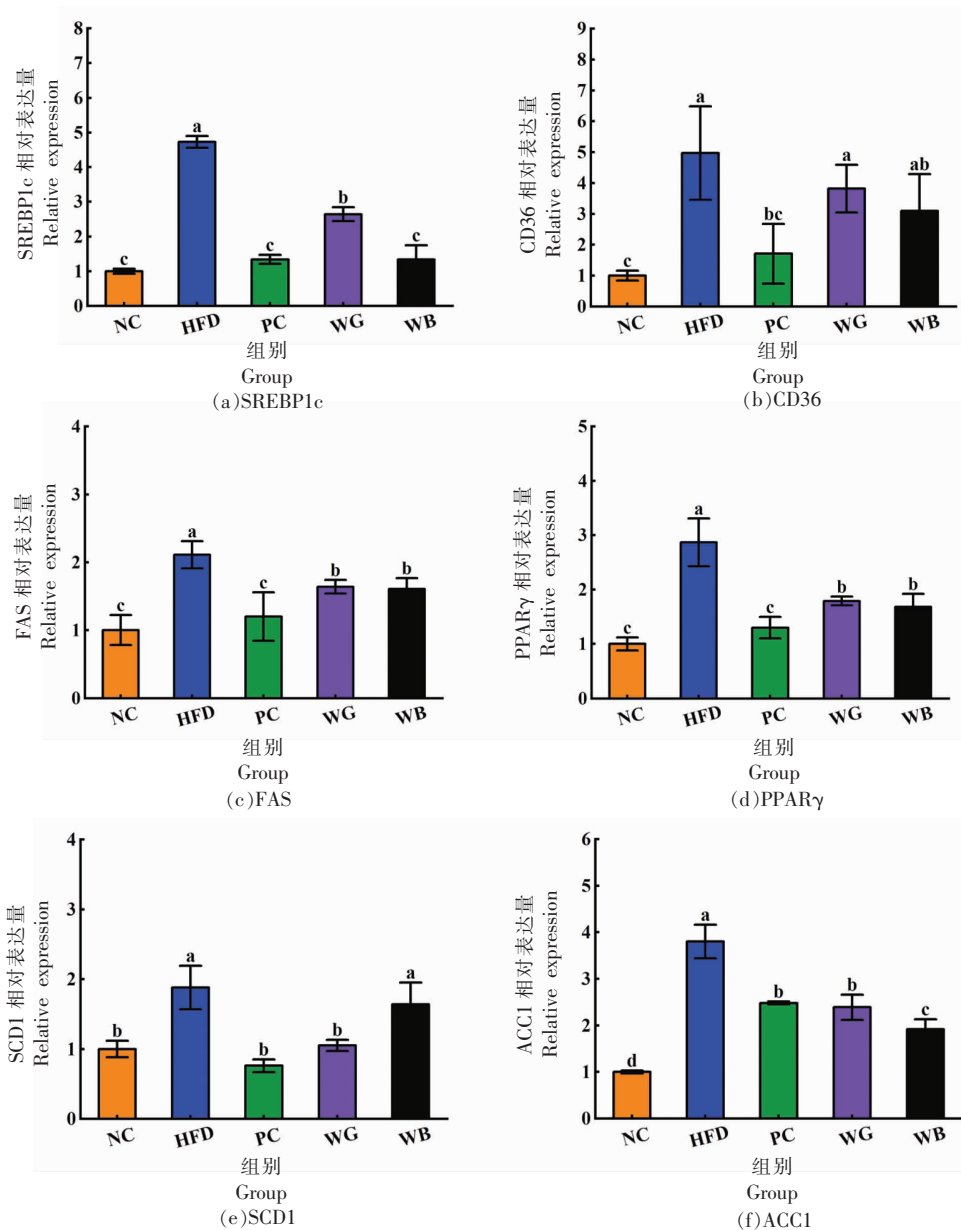 SREBP1c 相对表达量
Relative expression
8
7
6
5
4
3
2
1
0
c
a
c
b
c
NC
HFD
PC
WG
WB
组别
Group
(a)SREBP1c
CD36 相对表达量
Relative expression
9
8
7
6
5
4
3
2
1
0
c
a
bc
a
ab
NC
HFD
PC
WG
WB
组别
Group
(b)CD36
FAS 相对表达量
Relative expression
4
3
2
1
0
c
a
c
b
b
NC
HFD
PC
WG
WB
组别
Group
(c)FAS
PPARγ 相对表达量
Relative expression
5
4
3
2
1
0
c
a
c
b
b
NC
HFD
PC
WG
WB
组别
Group
(d)PPARγ
SCD1 相对表达量
Relative expression
4
3
2
1
0
b
a
b
b
a
NC
HFD
PC
WG
WB
组别
Group
(e)SCD1
ACC1 相对表达量
Relative expression
6
5
4
3
2
1
0
d
a
b
b
c
NC
HFD
PC
WG
WB
组别
Group
(f)ACC1